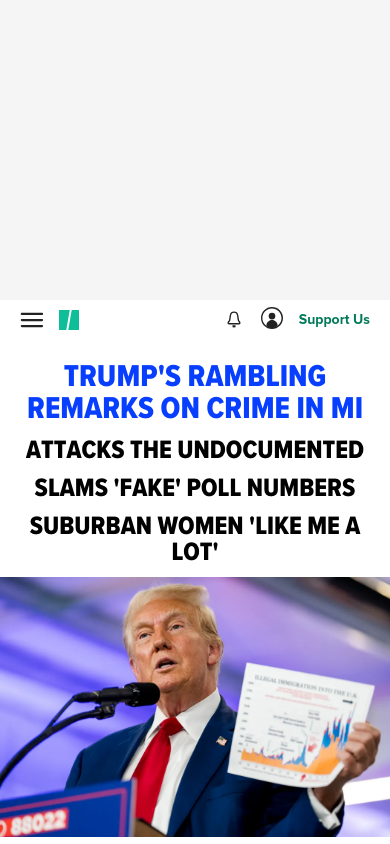 Support Us
TRUMP'S RAMBLING
REMARKS ON CRIME IN MI
ATTACKS THE UNDOCUMENTED
SLAMS 'FAKE' POLL NUMBERS
SUBURBAN WOMEN 'LIKE ME A
LOT'
ILLEGAL IMMIGRATION INTO THE U.S.
88022